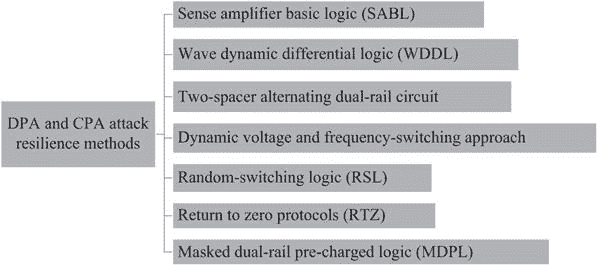 DPA and CPA attack
resilience methods
Sense amplifier basic logic (SABL)
Wave dynamic differential logic (WDDL)
Two-spacer alternating dual-rail circuit
Dynamic voltage and frequency-switching approach
Random-switching logic (RSL)
Return to zero protocols (RTZ)
Masked dual-rail pre-charged logic (MDPL)